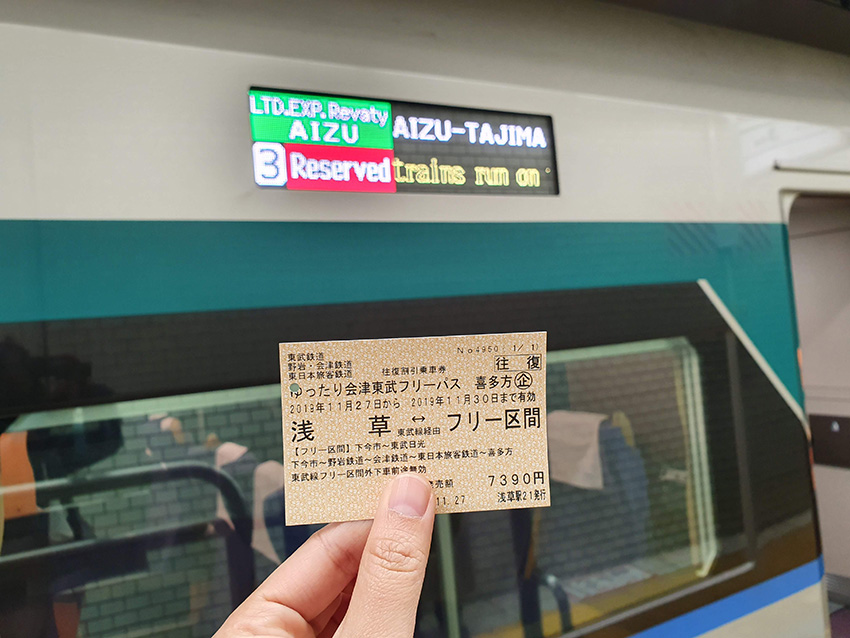 LTD.EXP.Revaty
AIZU
AIZU-TAJIMA
3 Reserved
trains run on
東武鉄道
野岩・会津鉄道
東日本旅客鉄道
往復割引乗車券
No4950 1/1)
往復
ゆったり会津東武フリーパス 喜多方 企
2019年11月27日から 2019年11月30日まで有効
浅 草 ↔ フリー区間
東武線経由
【フリー区間】下今市~東武日光
下今市~野岩鉄道~会津鉄道~東日本旅客鉄道~喜多方
東武線フリー区間外下車前途無効
売額 7390円
11.27 浅草駅21発行